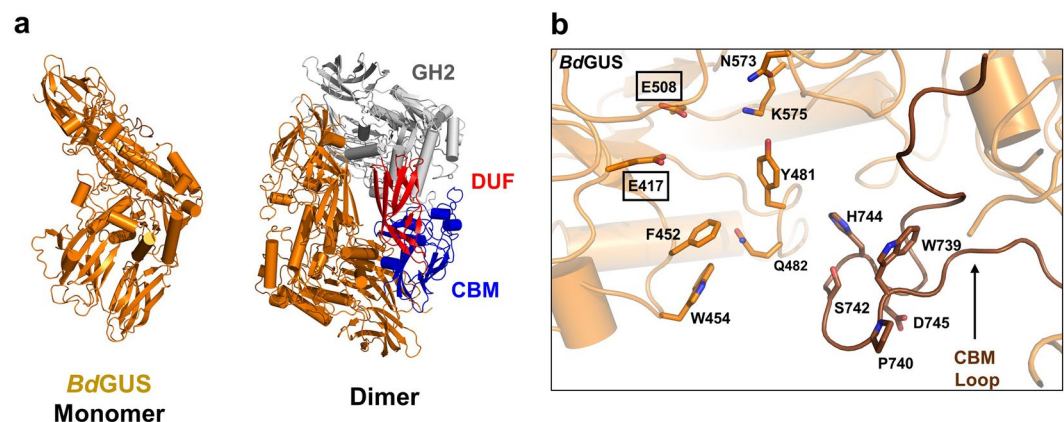 a
GH2
DUF
CBM
BdGUS
Monomer
Dimer
b
BdGUS
N573
E508
K575
E417
Y481
F452
H744
W739
Q482
W454
S742
D745
P740
CBM
Loop